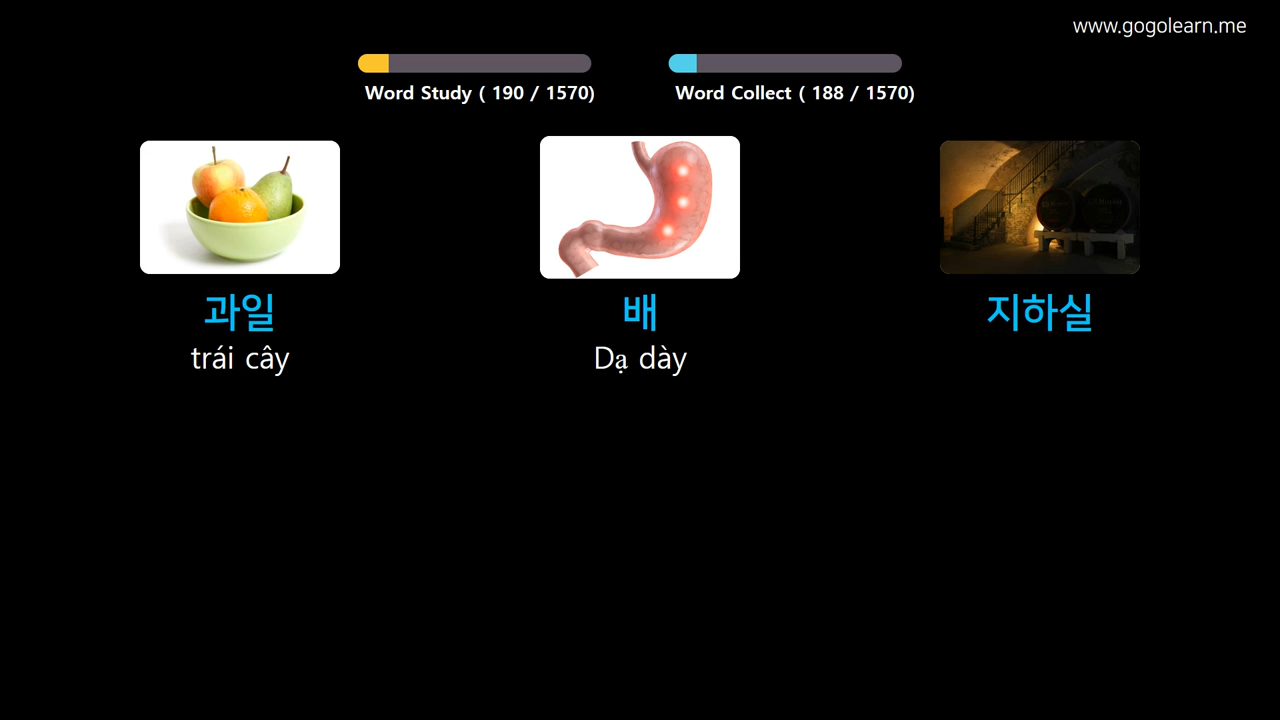 www.gogolearn.me
Word Study ( 190 / 1570)
Word Collect ( 188 / 1570)
과일
배
지하실
trái cây
Dạ dày